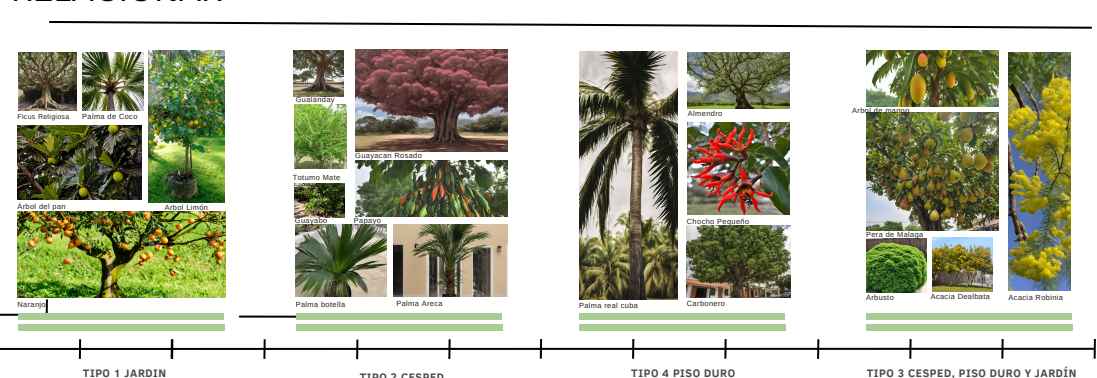 Ficus Religiosa
Palma de Coco
Árbol del pan
Arbol Limón
Naranjo
Gualanday
Guayacan Rosado
Totumo Mate
Guayabo
Papayo
Palma botella
Palma Areca
Almendro
Chocho Pequeño
Palma real cuba
Carbonero
Arbol de mango
Pera de Malaga
Arbusto
Acacia Dealbata
Acacia Robinia
TIPO 1 JARDIN
TIPO 2 CESPED
TIPO 4 PISO DURO
TIPO 3 CESPED, PISO DURO Y JARDÍN